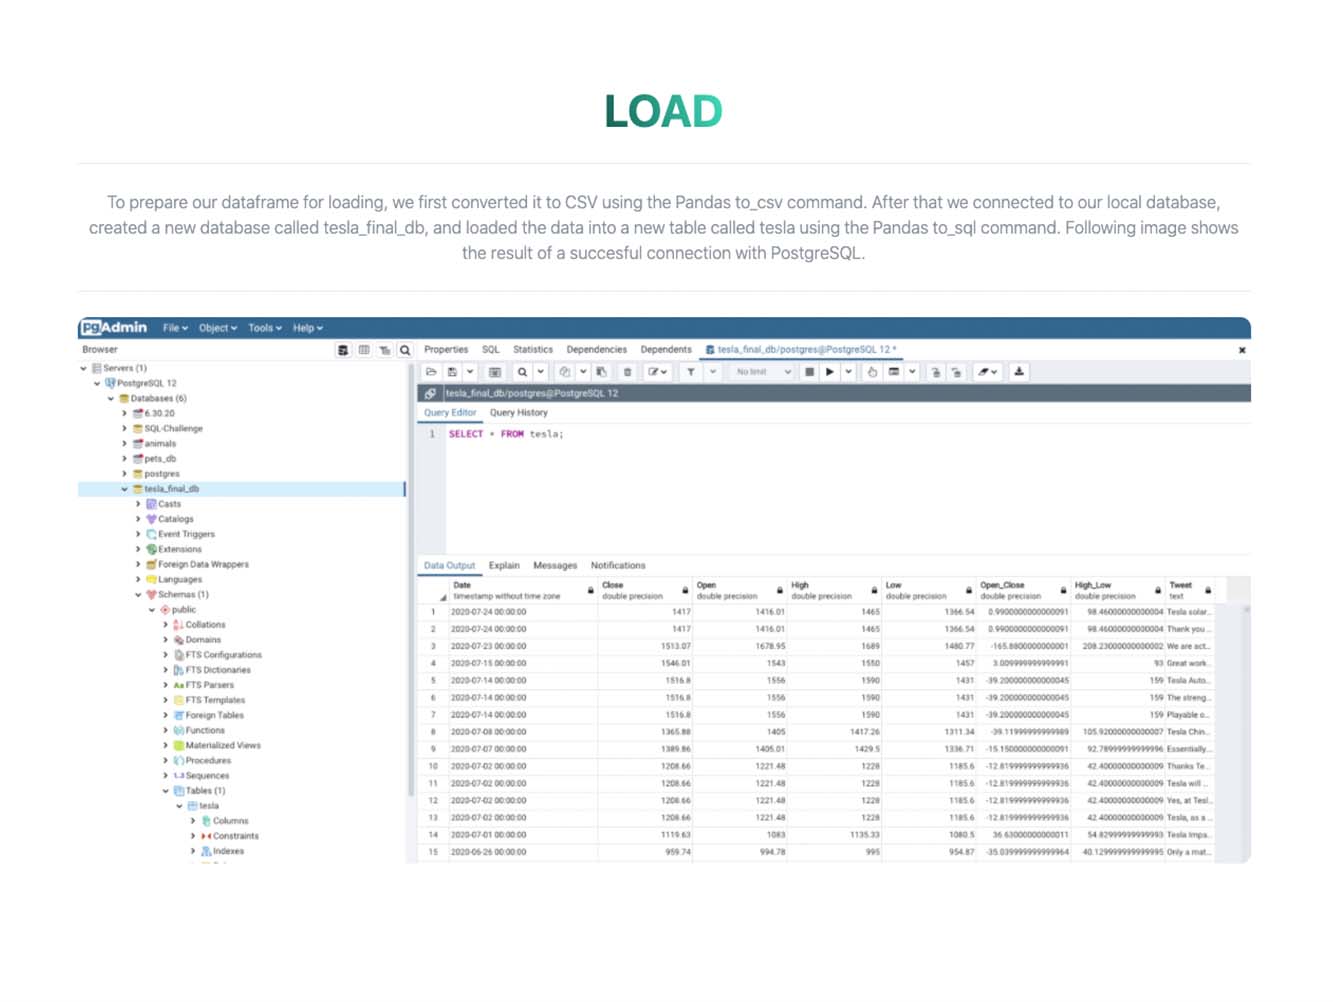 LOAD
To prepare our dataframe for loading, we first converted it to CSV using the Pandas to_csv command. After that we connected to our local database,
created a new database called tesla_final_db, and loaded the data into a new table called tesla using the Pandas to_sql command. Following image shows
the result of a succesful connection with PostgreSQL.
pgAdmin File Object Tools Help
Browser Properties SQL Statistics Dependencies Dependents tesla_final_db/postgres@PostgreSQL 12 *
Servers (1)
PostgreSQL 12
Databases (6)
6.30.20
SQL-Challenge
animals
pets_db
postgres
tesla_final_db
Casts
Catalogs
Event Triggers
Extensions
Foreign Data Wrappers
Languages
Schemas (1)
public
Collations
Domains
FTS Configurations
FTS Dictionaries
Aa FTS Parsers
FTS Templates
Foreign Tables
Functions
Materialized Views
Procedures
1..3 Sequences
Tables (1)
tesla
Columns
Constraints
Indexes
No limit
tesla_final_db/postgres@PostgreSQL 12
Query Editor Query History
1 SELECT * FROM tesla;
Data Output Explain Messages Notifications
Date Close Open High Low Open_Close High_Low Tweet
timestamp without time zone double precision double precision double precision double precision double precision double precision text
1 2020-07-24 00:00:00 1417 1416.01 1465 1366.54 0.9900000000000091 98.46000000000004 Tesla solar...
2 2020-07-24 00:00:00 1417 1416.01 1465 1366.54 0.9900000000000091 98.46000000000004 Thank you ...
3 2020-07-23 00:00:00 1513.07 1678.95 1689 1480.77 -165.8800000000001 208.23000000000002 We are act...
4 2020-07-15 00:00:00 1546.01 1543 1550 1457 3.009999999999991 93 Great work...
5 2020-07-14 00:00:00 1516.8 1556 1590 1431 -39.200000000000045 159 Tesla Auto...
6 2020-07-14 00:00:00 1516.8 1556 1590 1431 -39.200000000000045 159 The streng...
7 2020-07-14 00:00:00 1516.8 1556 1590 1431 -39.200000000000045 159 Playable o...
8 2020-07-08 00:00:00 1365.88 1405 1417.26 1311.34 -39.11999999999989 105.92000000000007 Tesla Chin...
9 2020-07-07 00:00:00 1389.86 1405.01 1429.5 1336.71 -15.150000000000091 92.78999999999996 Essentially...
10 2020-07-02 00:00:00 1208.66 1221.48 1228 1185.6 -12.819999999999936 42.40000000000009 Thanks Te...
11 2020-07-02 00:00:00 1208.66 1221.48 1228 1185.6 -12.819999999999936 42.40000000000009 Tesla will ...
12 2020-07-02 00:00:00 1208.66 1221.48 1228 1185.6 -12.819999999999936 42.40000000000009 Yes, at Tesl...
13 2020-07-02 00:00:00 1208.66 1221.48 1228 1185.6 -12.819999999999936 42.40000000000009 Tesla, as a ...
14 2020-07-01 00:00:00 1119.63 1083 1135.33 1080.5 36.63000000000011 54.82999999999993 Tesla Impa...
15 2020-06-26 00:00:00 959.74 994.78 995 954.87 -35.039999999999964 40.129999999999995 Only a mat...